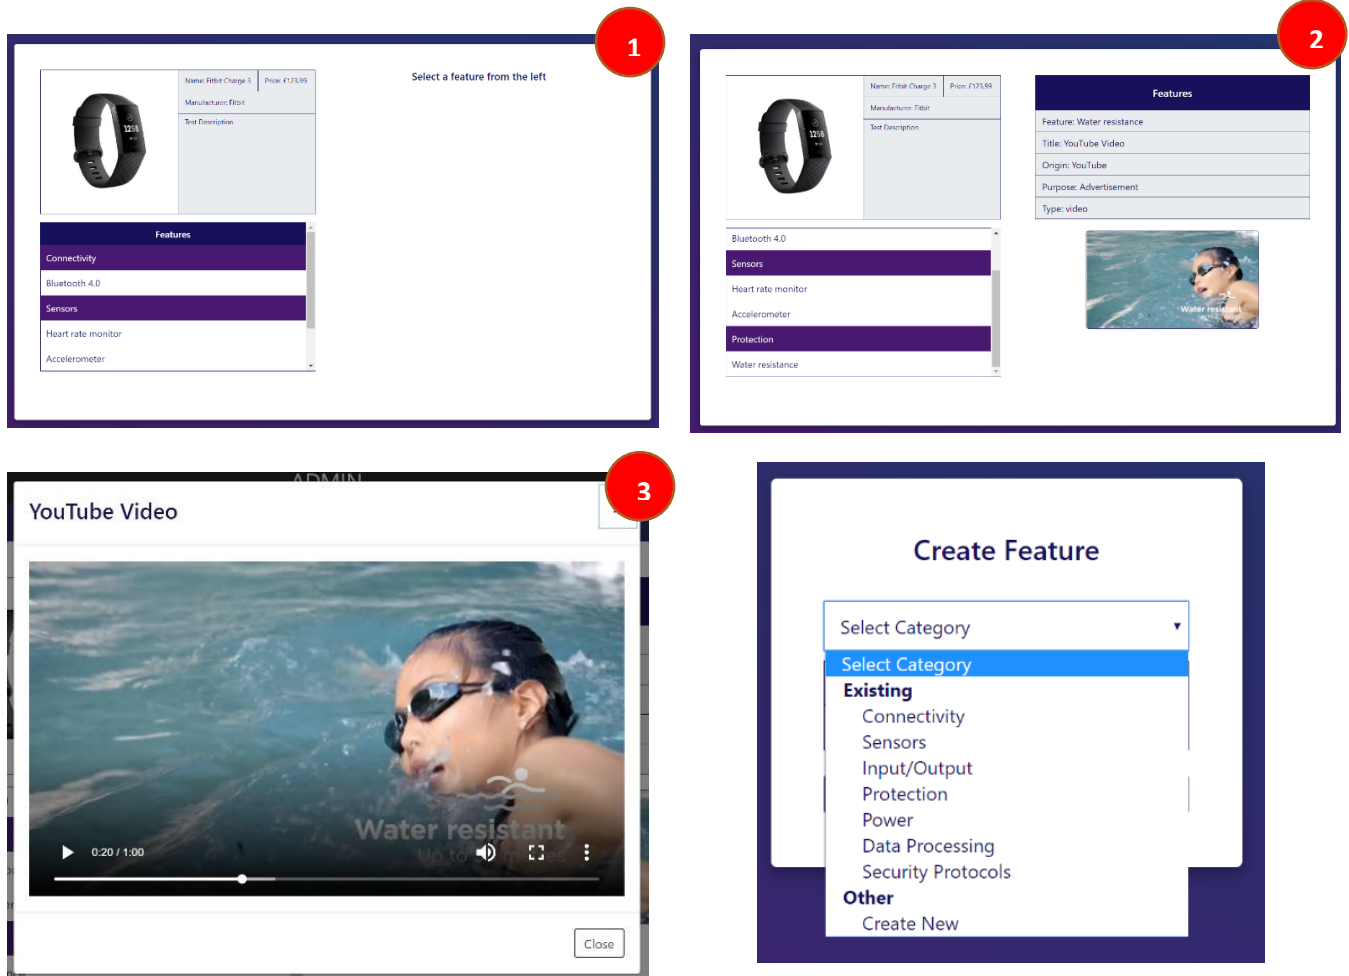 1
Name: Fitbit Charge 3
Price: £123.99
Manufacturer: Fitbit
Test Description
Select a feature from the left
1258
Features
Connectivity
Bluetooth 4.0
Sensors
Heart rate monitor
Accelerometer
2
Name: Fitbit Charge 3
Price: £123.99
Manufacturer: Fitbit
Test Description
1258
Bluetooth 4.0
Sensors
Heart rate monitor
Accelerometer
Protection
Water resistance
Features
Feature: Water resistance
Title: YouTube Video
Origin: YouTube
Purpose: Advertisement
Type: video
Water resistant
ADMIN
3
YouTube Video
Water resistant
Up to
0:20 / 1:00
Close
Create Feature
Select Category
Select Category
Existing
Connectivity
Sensors
Input/Output
Protection
Power
Data Processing
Security Protocols
Other
Create New